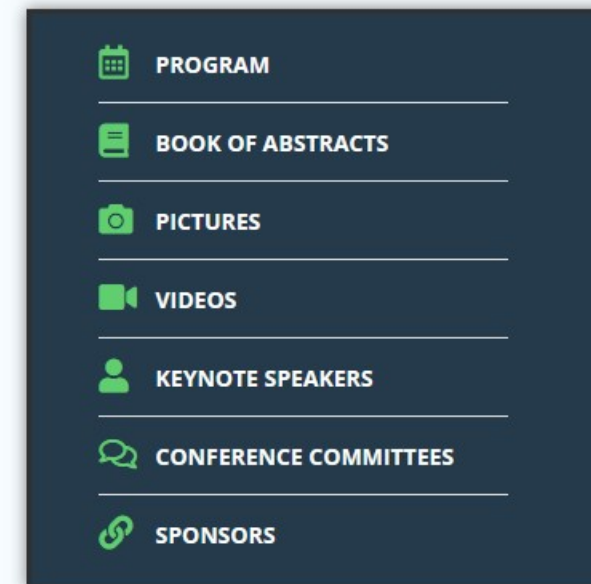 PROGRAM
BOOK OF ABSTRACTS
PICTURES
VIDEOS
KEYNOTE SPEAKERS
CONFERENCE COMMITTEES
SPONSORS